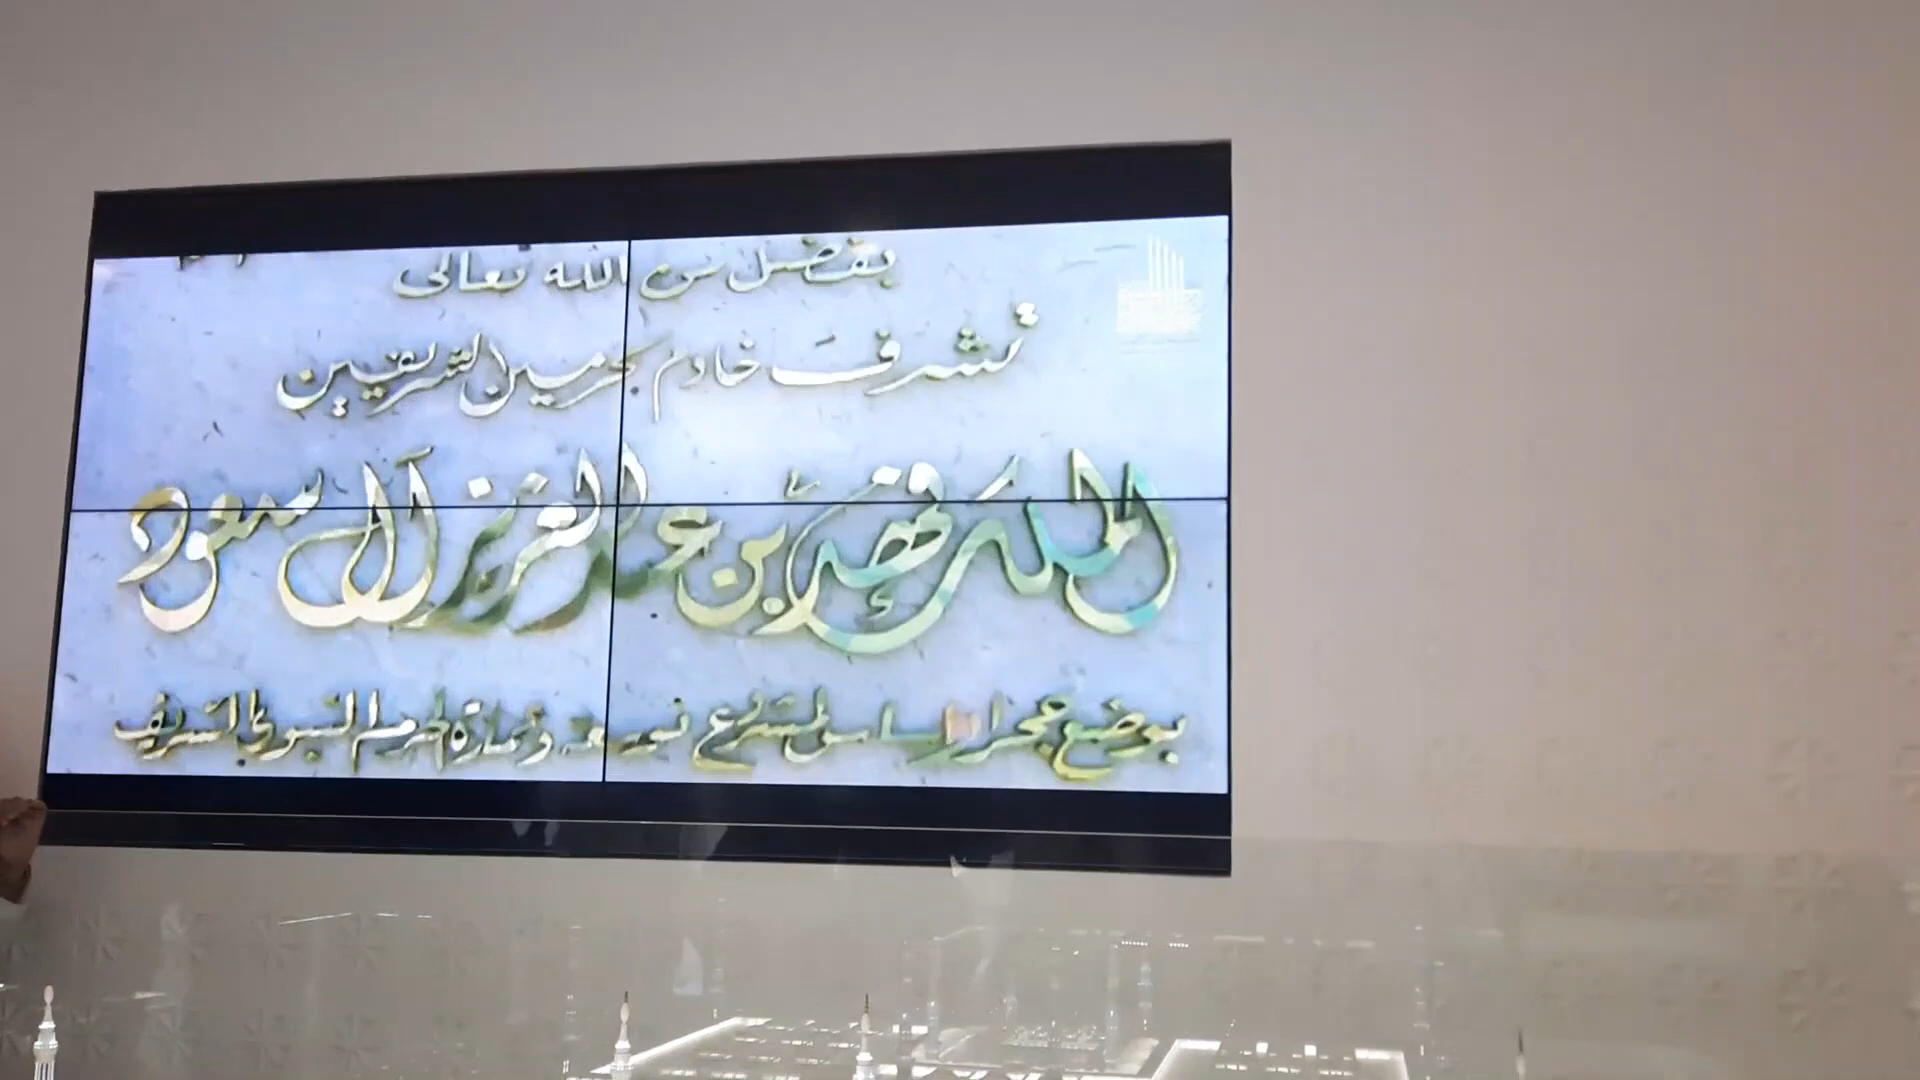 بفضل من الله تعالى
تشرف خادم الحرمين الشريفين
الملك فهد بن عبد العزيز آل سعود
بوضع حجر الأساس لمشروع توسعة وعمارة الحرم النبوي الشريف